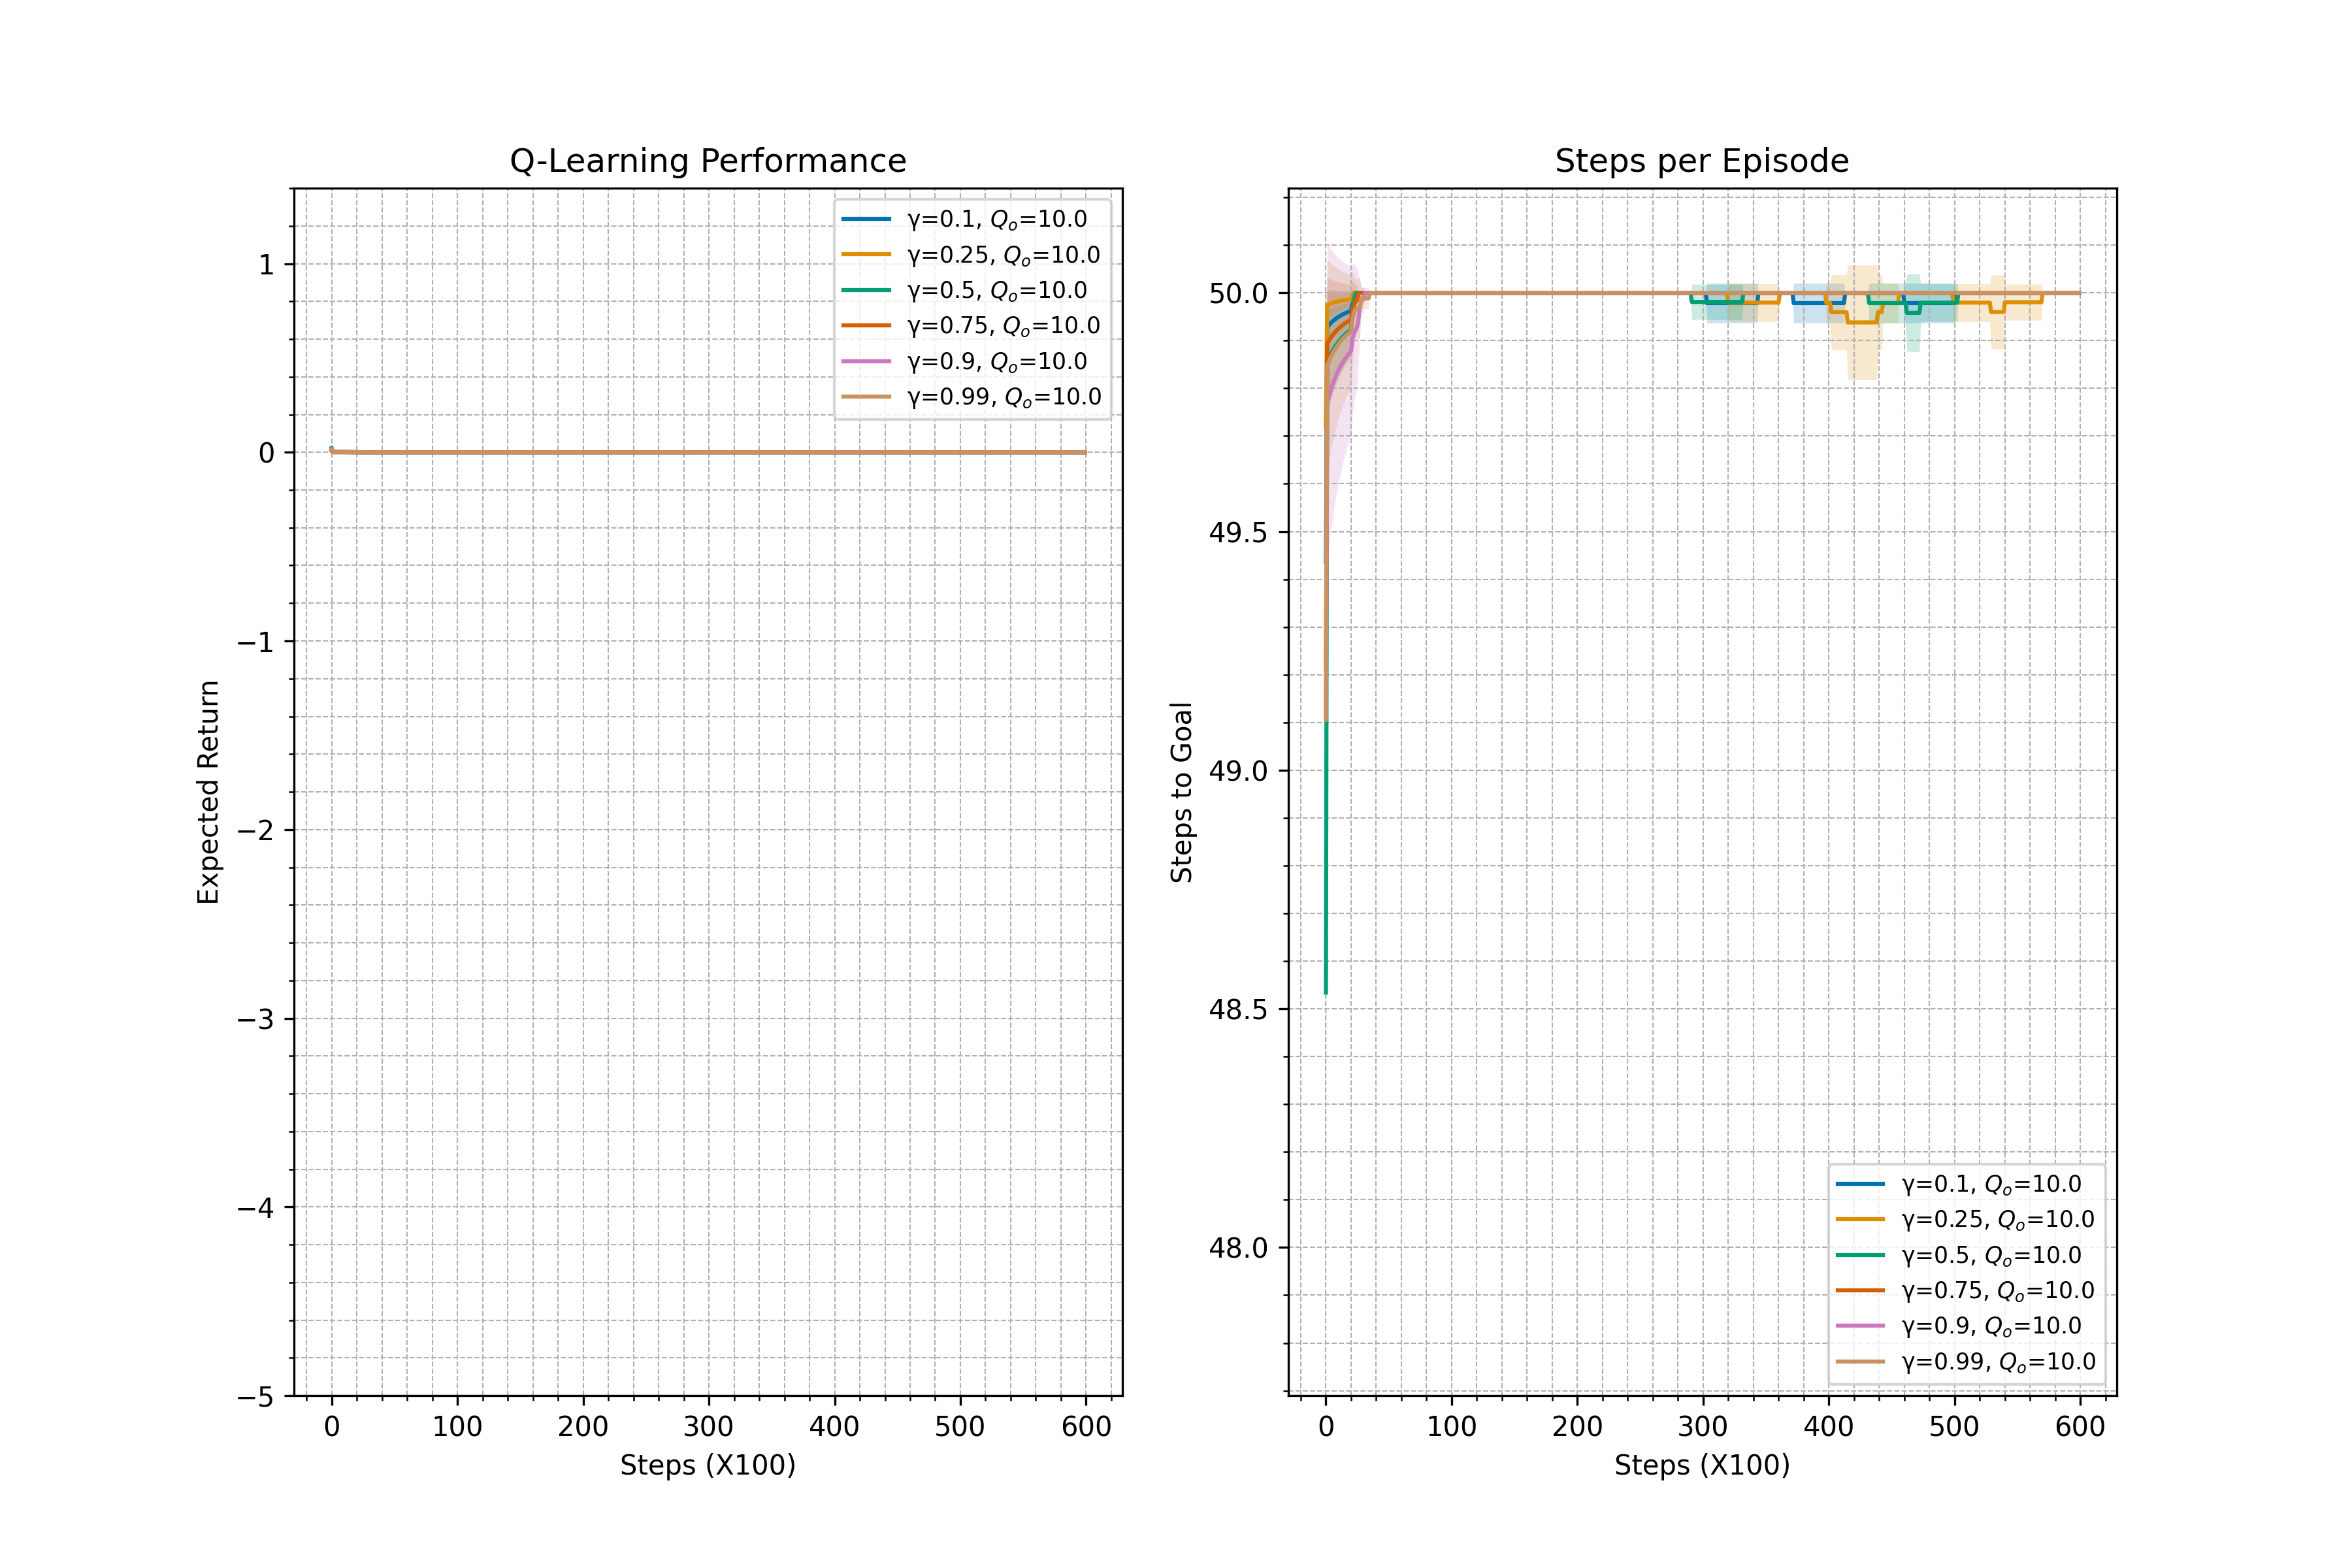 Q-Learning Performance
γ=0.1, Qₒ=10.0
γ=0.25, Qₒ=10.0
γ=0.5, Qₒ=10.0
γ=0.75, Qₒ=10.0
γ=0.9, Qₒ=10.0
γ=0.99, Qₒ=10.0
1
0
−1
−2
−3
−4
−5
Expected Return
0 100 200 300 400 500 600
Steps (X100)
Steps per Episode
50.0
49.5
49.0
48.5
48.0
Steps to Goal
γ=0.1, Qₒ=10.0
γ=0.25, Qₒ=10.0
γ=0.5, Qₒ=10.0
γ=0.75, Qₒ=10.0
γ=0.9, Qₒ=10.0
γ=0.99, Qₒ=10.0
0 100 200 300 400 500 600
Steps (X100)